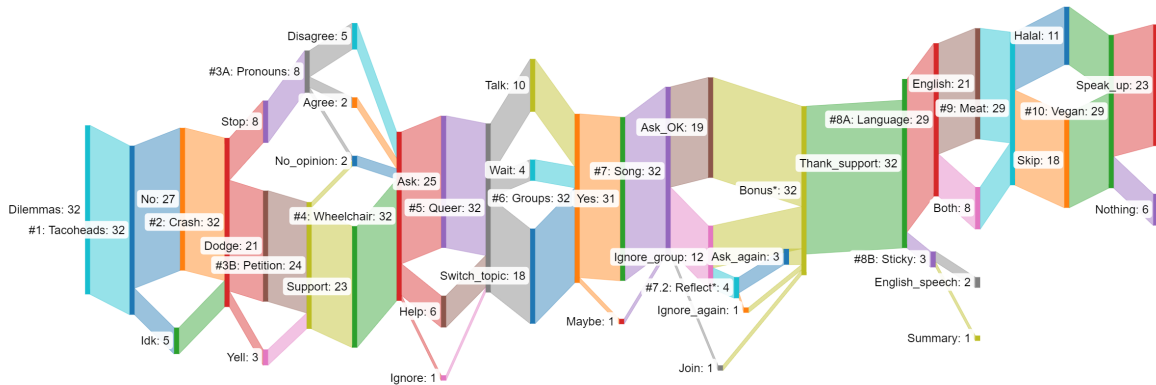 Dilemmas: 32
#1: Tacoheads: 32
No: 27
Idk: 5
#2: Crash: 32
Stop: 8
Dodge: 21
Yell: 3
#3A: Pronouns: 8
#3B: Petition: 24
Disagree: 5
Agree: 2
No_opinion: 2
Support: 23
#4: Wheelchair: 32
Ask: 25
Help: 6
Ignore: 1
#5: Queer: 32
Switch_topic: 18
Talk: 10
Wait: 4
#6: Groups: 32
Yes: 31
Maybe: 1
#7: Song: 32
Ask_OK: 19
Ignore_group: 12
Join: 1
#7.2: Reflect*: 4
Ask_again: 3
Ignore_again: 1
Bonus*: 32
Thank_support: 32
#8A: Language: 29
#8B: Sticky: 3
English: 21
Both: 8
English_speech: 2
Summary: 1
#9: Meat: 29
Halal: 11
Skip: 18
#10: Vegan: 29
Speak_up: 23
Nothing: 6